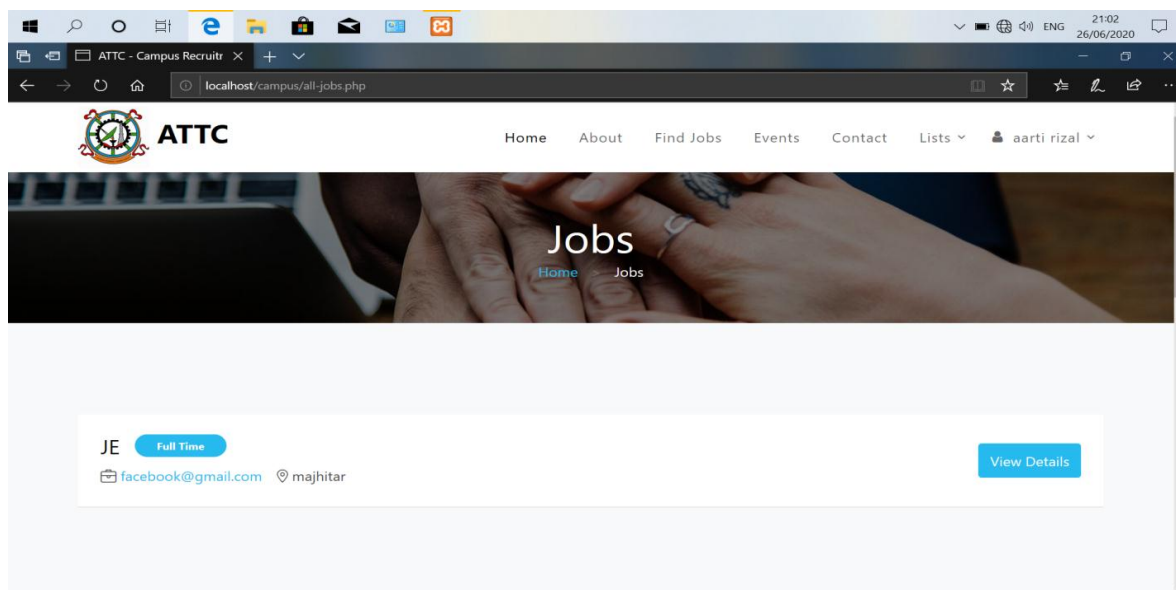 21:02
ENG
26/06/2020
ATTC - Campus Recruitr
localhost/campus/all-jobs.php
ATTC
Home About Find Jobs Events Contact Lists aarti rizal
Jobs
Home Jobs
JE Full Time
facebook@gmail.com majhitar
View Details